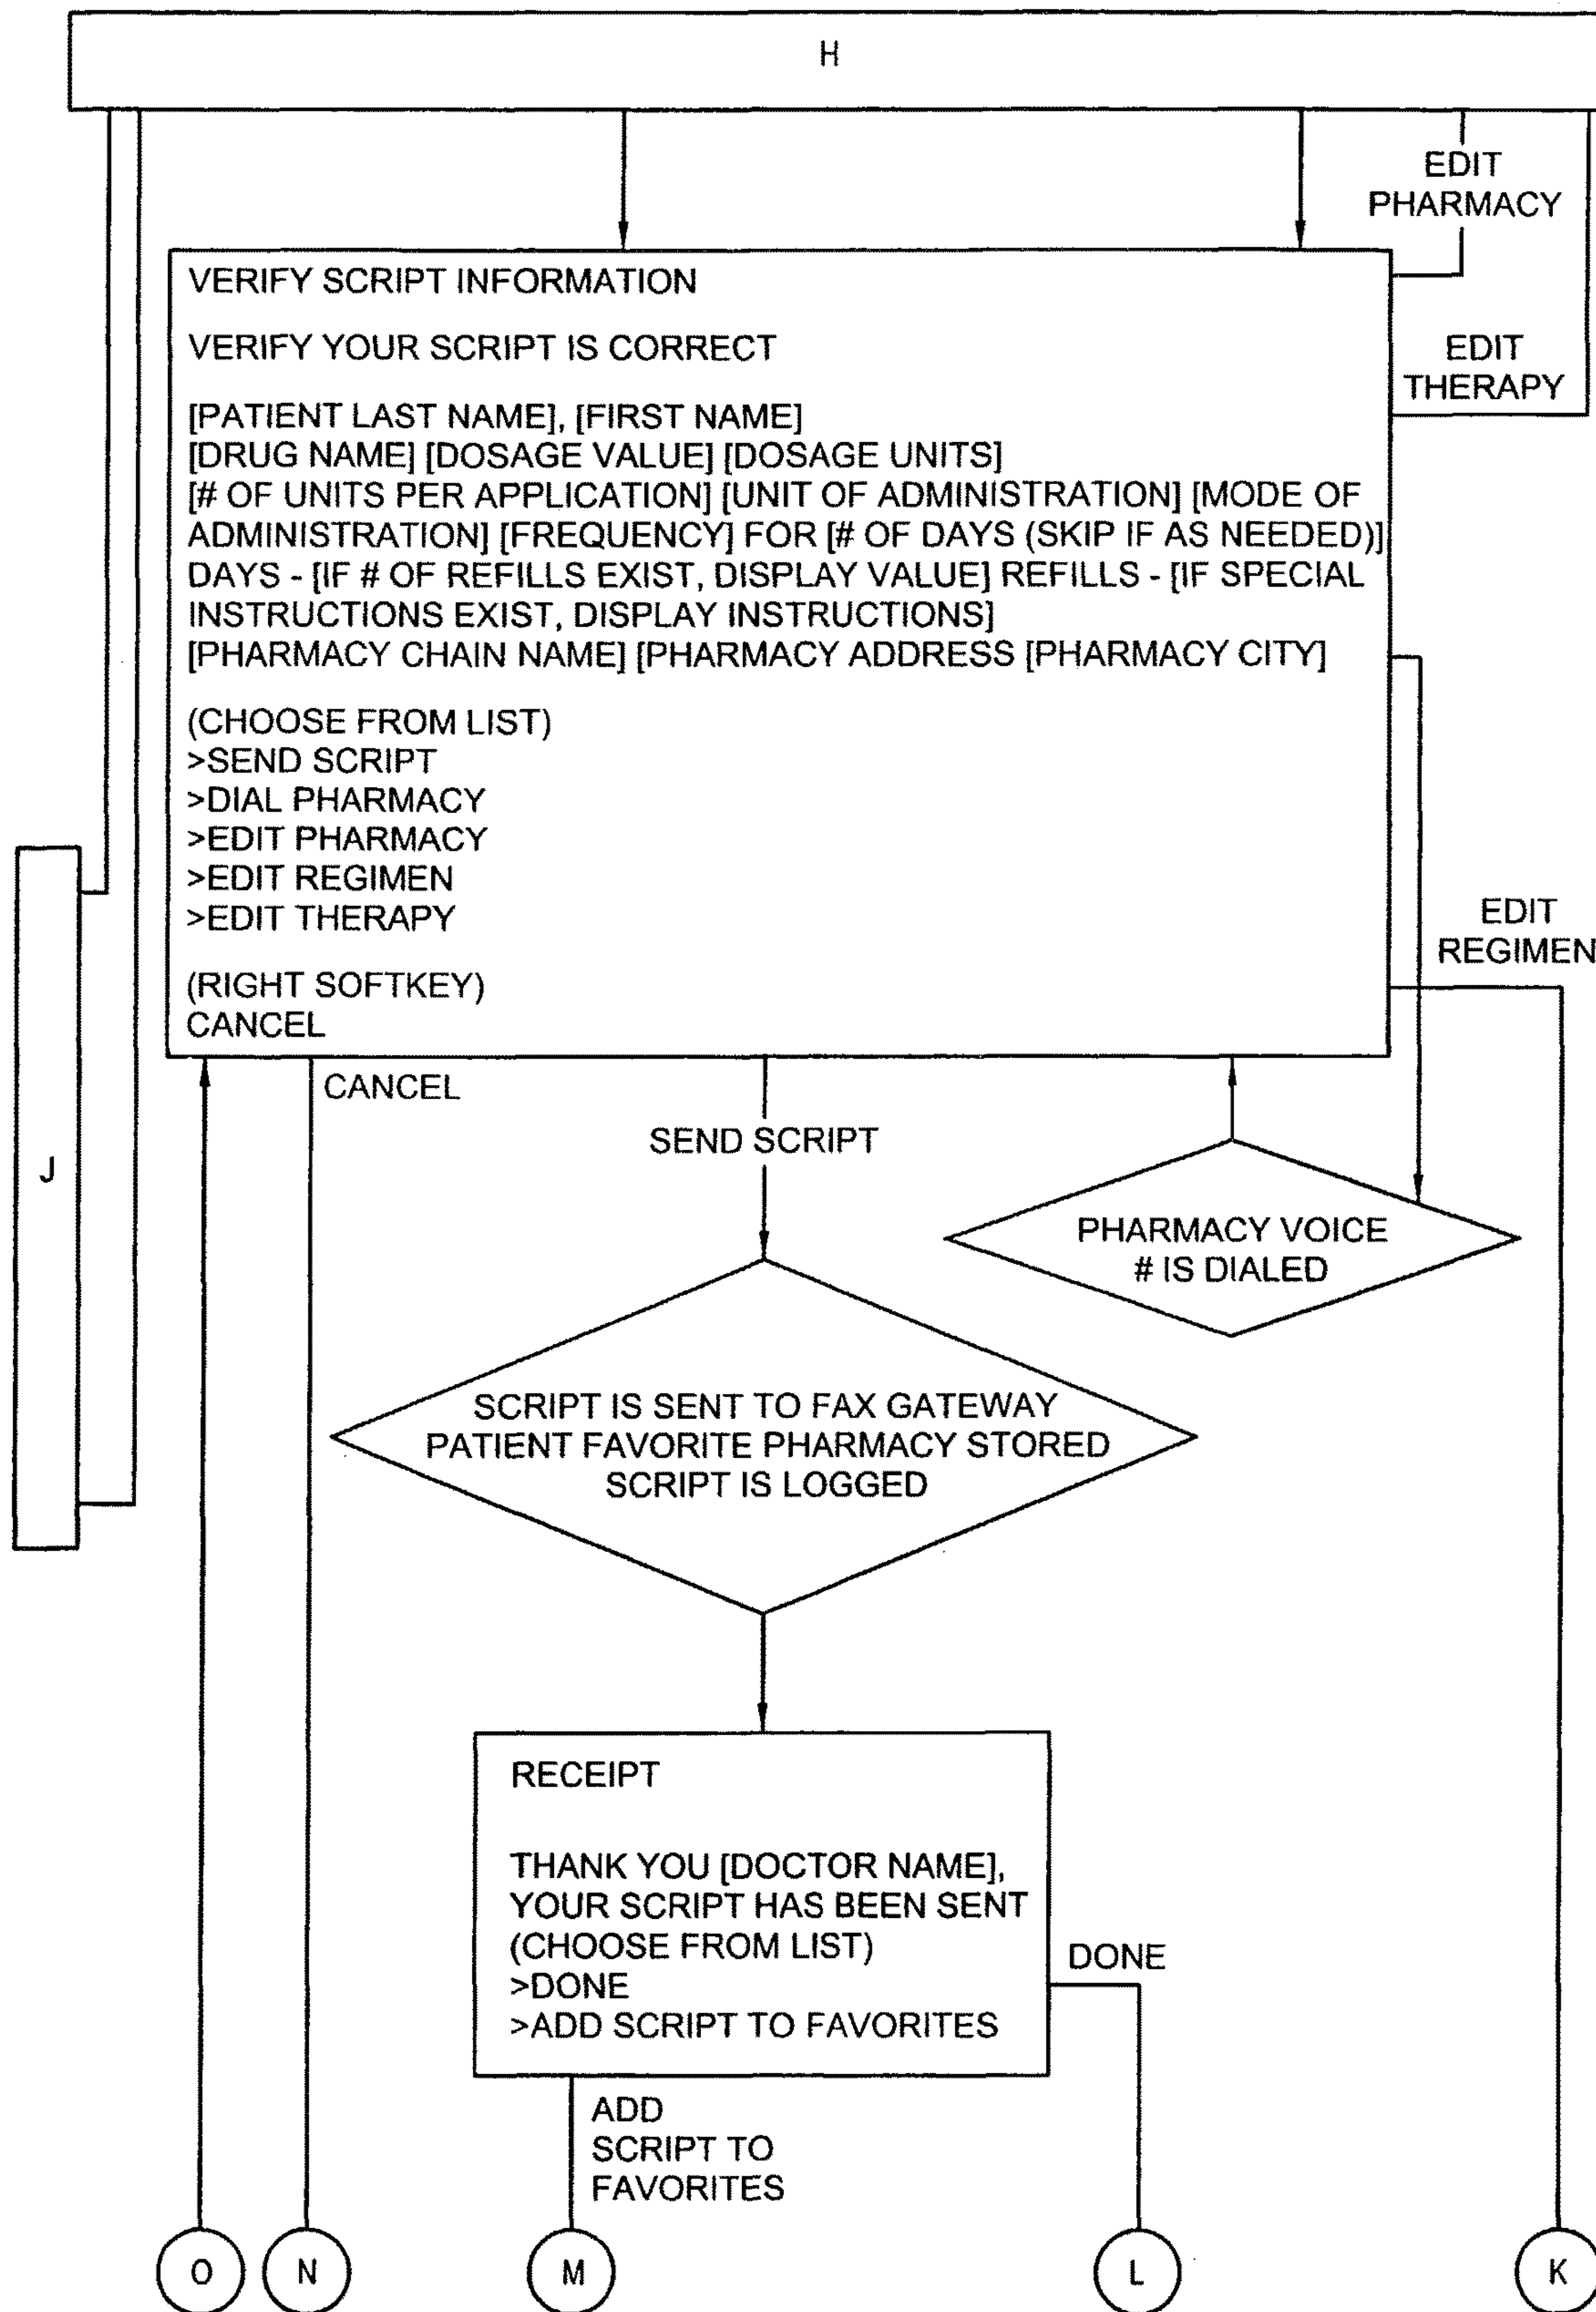 H
EDIT
PHARMACY
VERIFY SCRIPT INFORMATION
VERIFY YOUR SCRIPT IS CORRECT
EDIT
THERAPY
[PATIENT LAST NAME], [FIRST NAME]
[DRUG NAME] [DOSAGE VALUE] [DOSAGE UNITS]
[# OF UNITS PER APPLICATION] [UNIT OF ADMINISTRATION] [MODE OF
ADMINISTRATION] [FREQUENCY] FOR [# OF DAYS (SKIP IF AS NEEDED)]
DAYS - [IF # OF REFILLS EXIST, DISPLAY VALUE] REFILLS - [IF SPECIAL
INSTRUCTIONS EXIST, DISPLAY INSTRUCTIONS]
[PHARMACY CHAIN NAME] [PHARMACY ADDRESS [PHARMACY CITY]
(CHOOSE FROM LIST)
>SEND SCRIPT
>DIAL PHARMACY
>EDIT PHARMACY
>EDIT REGIMEN
>EDIT THERAPY
EDIT
REGIMEN
(RIGHT SOFTKEY)
CANCEL
CANCEL
SEND SCRIPT
J
PHARMACY VOICE
# IS DIALED
SCRIPT IS SENT TO FAX GATEWAY
PATIENT FAVORITE PHARMACY STORED
SCRIPT IS LOGGED
RECEIPT
THANK YOU [DOCTOR NAME],
YOUR SCRIPT HAS BEEN SENT
(CHOOSE FROM LIST)
>DONE
>ADD SCRIPT TO FAVORITES
DONE
ADD
SCRIPT TO
FAVORITES
O
N
M
L
K